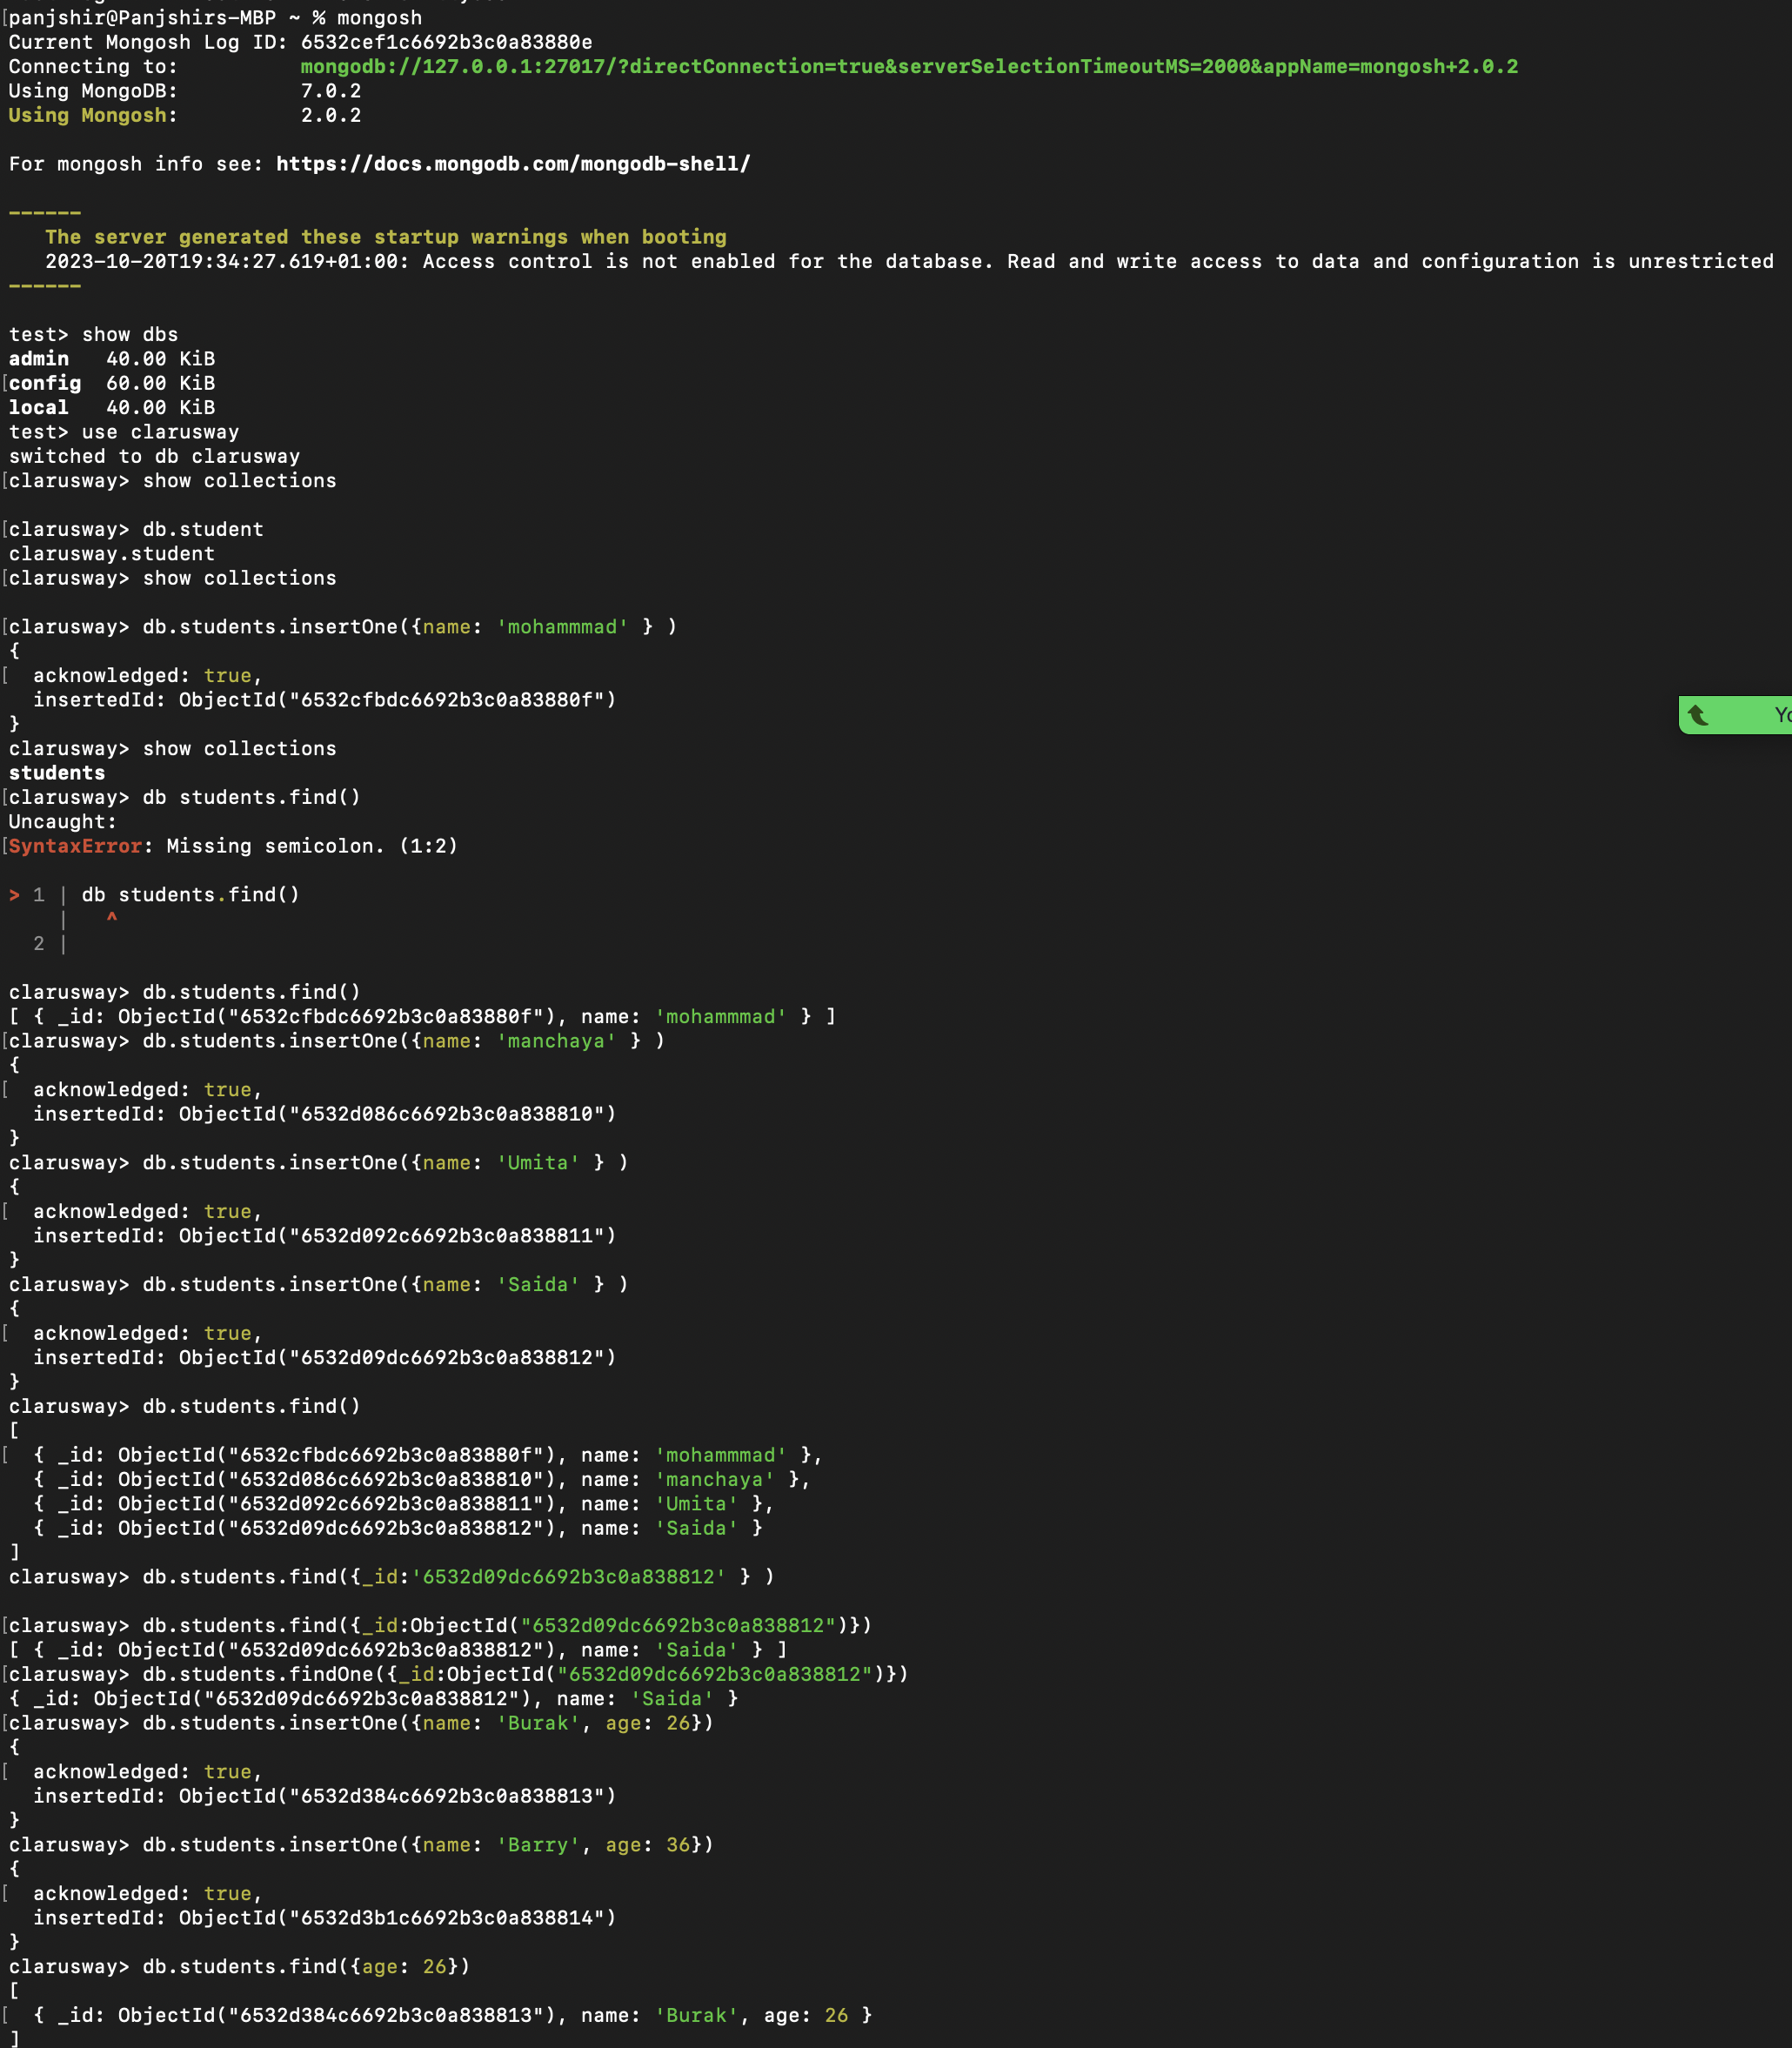 [panjshir@Panjshirs-MBP ~ % mongosh
Current Mongosh Log ID: 6532cef1c6692b3c0a83880e
Connecting to:          mongodb://127.0.0.1:27017/?directConnection=true&serverSelectionTimeoutMS=2000&appName=mongosh+2.0.2
Using MongoDB:          7.0.2
Using Mongosh:          2.0.2
For mongosh info see: https://docs.mongodb.com/mongodb-shell/
------
   The server generated these startup warnings when booting
   2023-10-20T19:34:27.619+01:00: Access control is not enabled for the database. Read and write access to data and configuration is unrestricted
------
test> show dbs
admin   40.00 KiB
[config  60.00 KiB
local   40.00 KiB
test> use clarusway
switched to db clarusway
[clarusway> show collections
[clarusway> db.student
clarusway.student
[clarusway> show collections
[clarusway> db.students.insertOne({name: 'mohammmad' } )
{
[  acknowledged: true,
  insertedId: ObjectId("6532cfbdc6692b3c0a83880f")
}
Yo
clarusway> show collections
students
[clarusway> db students.find()
Uncaught:
[SyntaxError: Missing semicolon. (1:2)
> 1 | db students.find()
    |   ^
  2 |
clarusway> db.students.find()
[ { _id: ObjectId("6532cfbdc6692b3c0a83880f"), name: 'mohammmad' } ]
[clarusway> db.students.insertOne({name: 'manchaya' } )
{
[  acknowledged: true,
  insertedId: ObjectId("6532d086c6692b3c0a838810")
}
clarusway> db.students.insertOne({name: 'Umita' } )
{
[  acknowledged: true,
  insertedId: ObjectId("6532d092c6692b3c0a838811")
}
clarusway> db.students.insertOne({name: 'Saida' } )
{
[  acknowledged: true,
  insertedId: ObjectId("6532d09dc6692b3c0a838812")
}
clarusway> db.students.find()
[
[  { _id: ObjectId("6532cfbdc6692b3c0a83880f"), name: 'mohammmad' },
  { _id: ObjectId("6532d086c6692b3c0a838810"), name: 'manchaya' },
  { _id: ObjectId("6532d092c6692b3c0a838811"), name: 'Umita' },
  { _id: ObjectId("6532d09dc6692b3c0a838812"), name: 'Saida' }
]
clarusway> db.students.find({_id:'6532d09dc6692b3c0a838812' } )
[clarusway> db.students.find({_id:ObjectId("6532d09dc6692b3c0a838812")})
[ { _id: ObjectId("6532d09dc6692b3c0a838812"), name: 'Saida' } ]
[clarusway> db.students.findOne({_id:ObjectId("6532d09dc6692b3c0a838812")})
{ _id: ObjectId("6532d09dc6692b3c0a838812"), name: 'Saida' }
[clarusway> db.students.insertOne({name: 'Burak', age: 26})
{
[  acknowledged: true,
  insertedId: ObjectId("6532d384c6692b3c0a838813")
}
clarusway> db.students.insertOne({name: 'Barry', age: 36})
{
[  acknowledged: true,
  insertedId: ObjectId("6532d3b1c6692b3c0a838814")
}
clarusway> db.students.find({age: 26})
[
[  { _id: ObjectId("6532d384c6692b3c0a838813"), name: 'Burak', age: 26 }
]